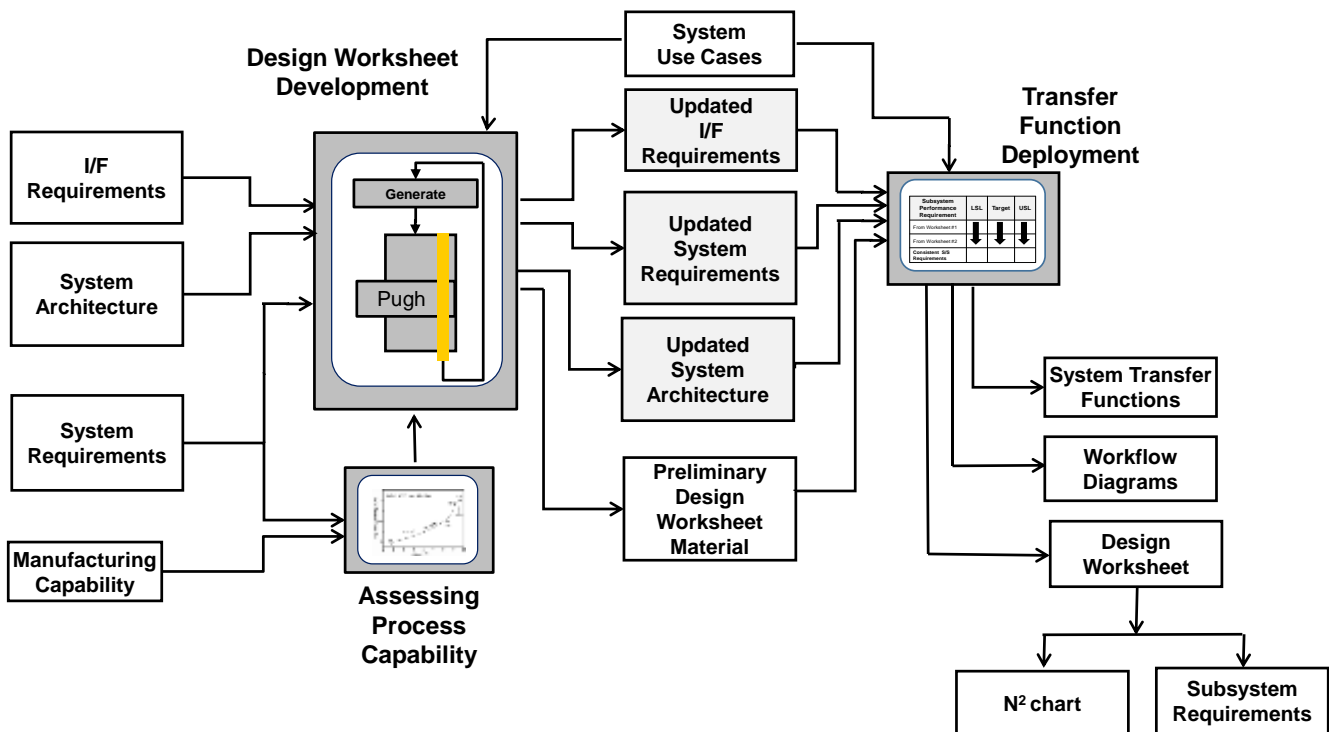 System
Use Cases
Design Worksheet
Development
Transfer
Function
Deployment
I/F
Requirements
System
Architecture
System
Requirements
Manufacturing
Capability
Generate
Pugh
Assessing
Process
Capability
Updated
I/F
Requirements
Updated
System
Requirements
Updated
System
Architecture
Preliminary
Design
Worksheet
Material
Subsystem
Performance
Requirement
LSL
Target
USL
From Worksheet #1
From Worksheet #2
Consistent S/S
Requirements
System Transfer
Functions
Workflow
Diagrams
Design
Worksheet
N² chart
Subsystem
Requirements